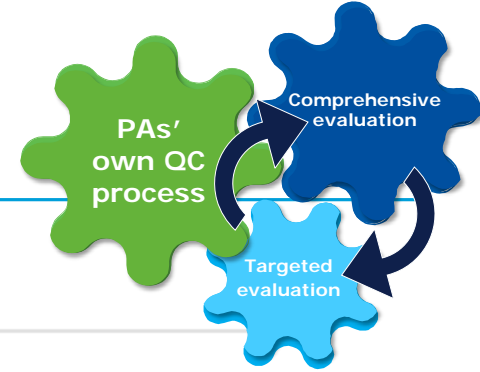 PAs'
own QC
process
Comprehensive
evaluation
Targeted
evaluation